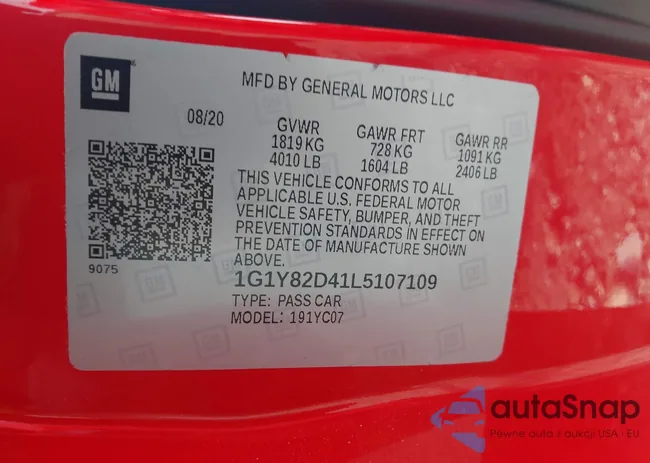 GM
MFD BY GENERAL MOTORS LLC
08/20
GVWR GAWR FRT GAWR RR
1819 KG 728 KG 1091 KG
4010 LB 1604 LB 2406 LB
THIS VEHICLE CONFORMS TO ALL
APPLICABLE U.S. FEDERAL MOTOR
VEHICLE SAFETY, BUMPER, AND THEFT
PREVENTION STANDARDS IN EFFECT ON
THE DATE OF MANUFACTURE SHOWN
ABOVE.
9075
1G1Y82D41L5107109
TYPE: PASS CAR
MODEL: 191YC07
autaSnap
Pewne auta z aukcji USA - EU